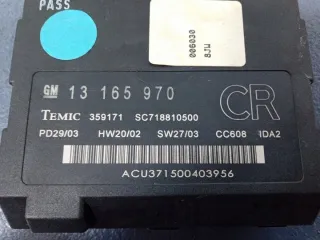 PASS
006030
8JW
GM 13 165 970
CR
TEMIC 359171 SC718810500
PD29/03 HW20/02 SW27/03 CC608 IDA2
ACU371500403956